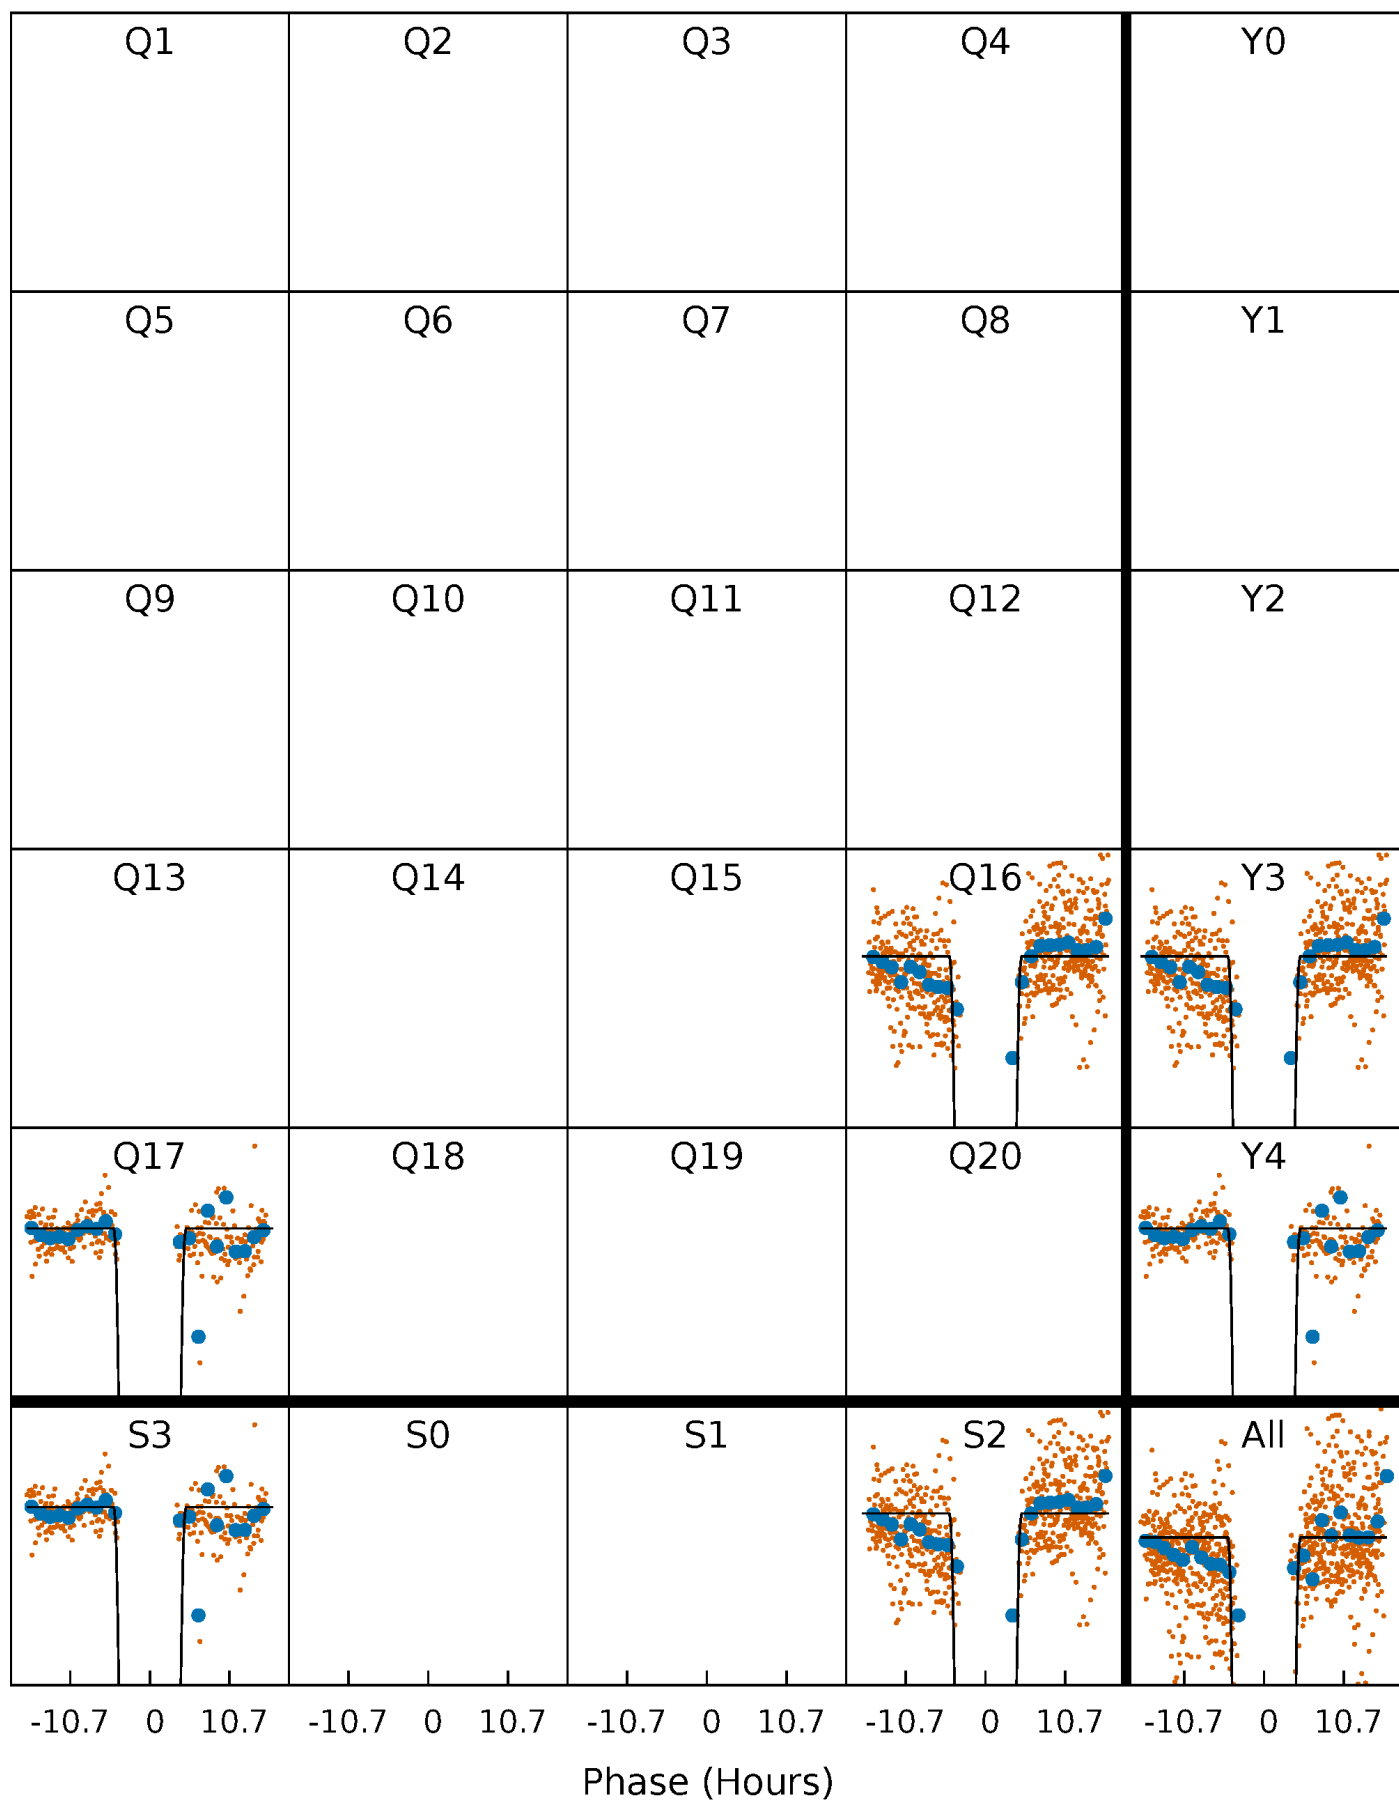 Q1 Q2 Q3 Q4 Y0
Q5 Q6 Q7 Q8 Y1
Q9 Q10 Q11 Q12 Y2
Q13 Q14 Q15 Q16 Y3
Q17 Q18 Q19 Q20 Y4
S3 S0 S1 S2 All
-10.7 0 10.7 -10.7 0 10.7 -10.7 0 10.7 -10.7 0 10.7 -10.7 0 10.7
Phase (Hours)